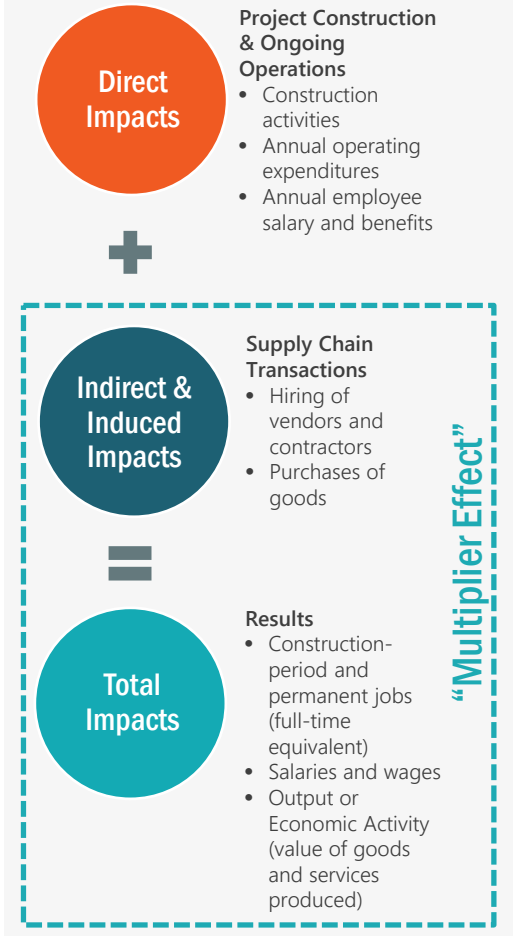 Direct
Impacts
Project Construction
& Ongoing
Operations
• Construction
activities
• Annual operating
expenditures
• Annual employee
salary and benefits
Indirect &
Induced
Impacts
Supply Chain
Transactions
• Hiring of
vendors and
contractors
• Purchases of
goods
“Multiplier Effect”
Total
Impacts
Results
• Construction-
period and
permanent jobs
(full-time
equivalent)
• Salaries and wages
• Output or
Economic Activity
(value of goods
and services
produced)